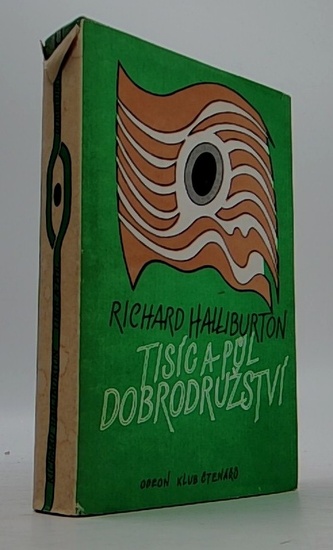 RICHARD HALLIBURTON
TISÍC A PŮL
DOBRODRUŽSTVÍ
ODEON KLUB ČTENÁŘŮ